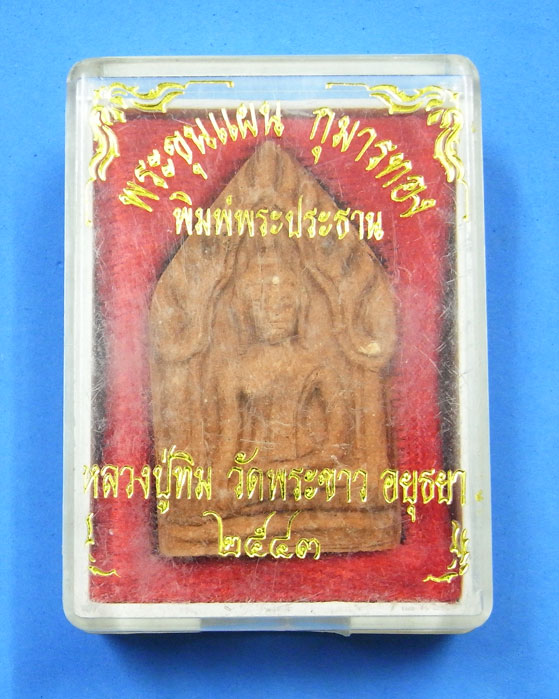 พระขุนแผน กุมารทอง
พิมพ์พระประธาน
หลวงปู่ทิม วัดพระขาว อยุธยา
๒๕๔๓